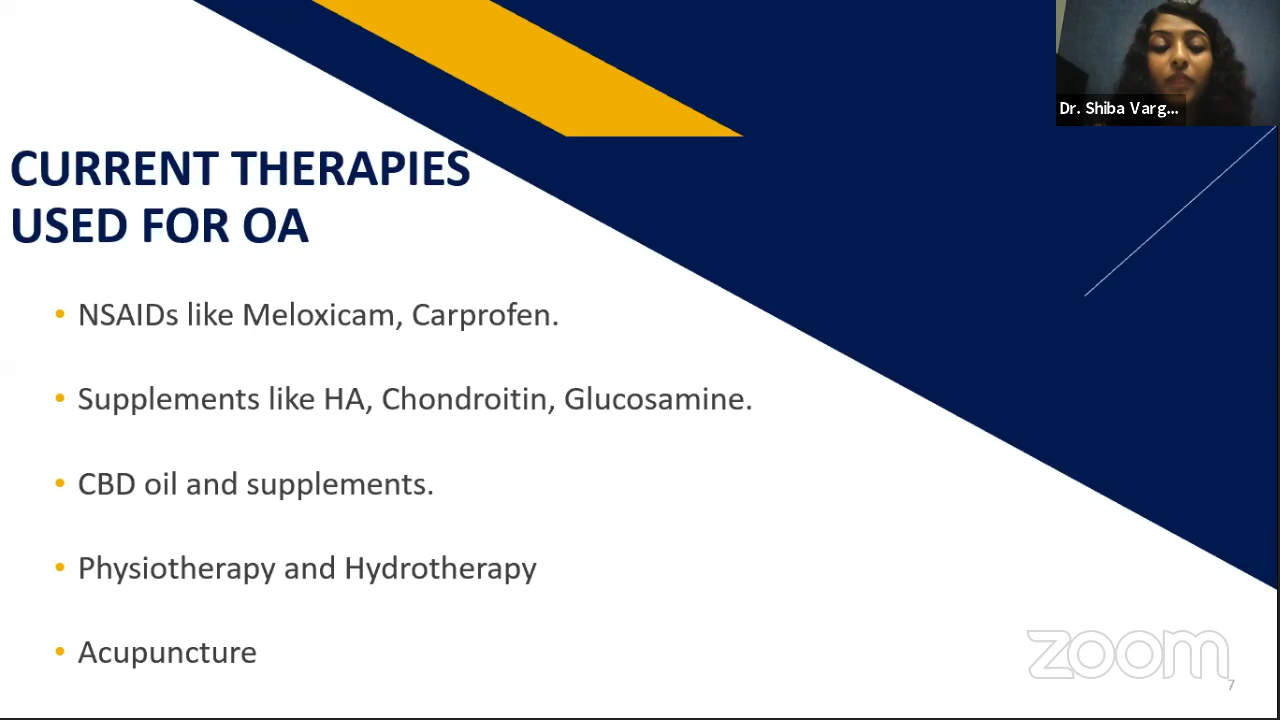 Dr. Shiba Varg...
CURRENT THERAPIES
USED FOR OA
• NSAIDs like Meloxicam, Carprofen.
• Supplements like HA, Chondroitin, Glucosamine.
• CBD oil and supplements.
• Physiotherapy and Hydrotherapy
• Acupuncture
zoom
7